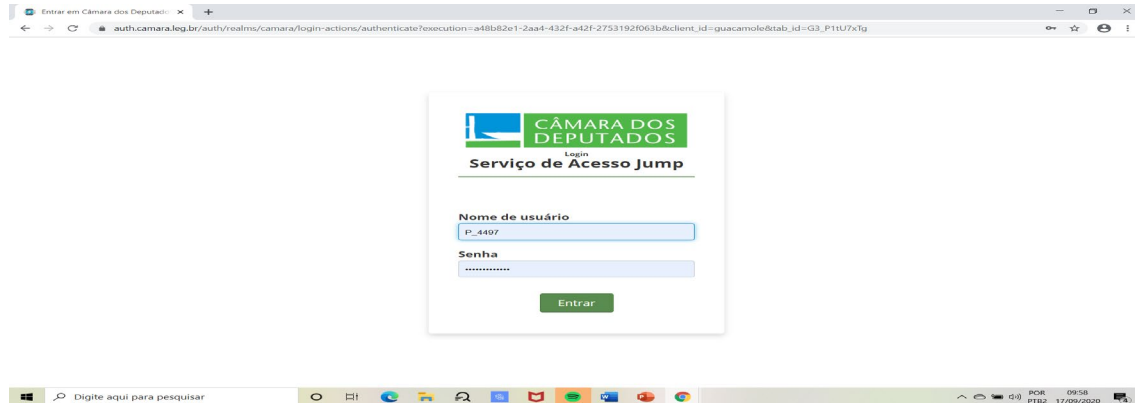 Entrar em Câmara dos Deputado
auth.camara.leg.br/auth/realms/camara/login-actions/authenticate?execution=a48b82e1-2aa4-432f-a42f-2753192f063b&client_id=guacamole&tab_id=G3_P1tU7xTg
CÂMARA DOS
DEPUTADOS
Login
Serviço de Acesso Jump
Nome de usuário
P_4497
Senha
•••••••••••••
Entrar
Digite aqui para pesquisar
POR
PTB2
09:58
17/09/2020